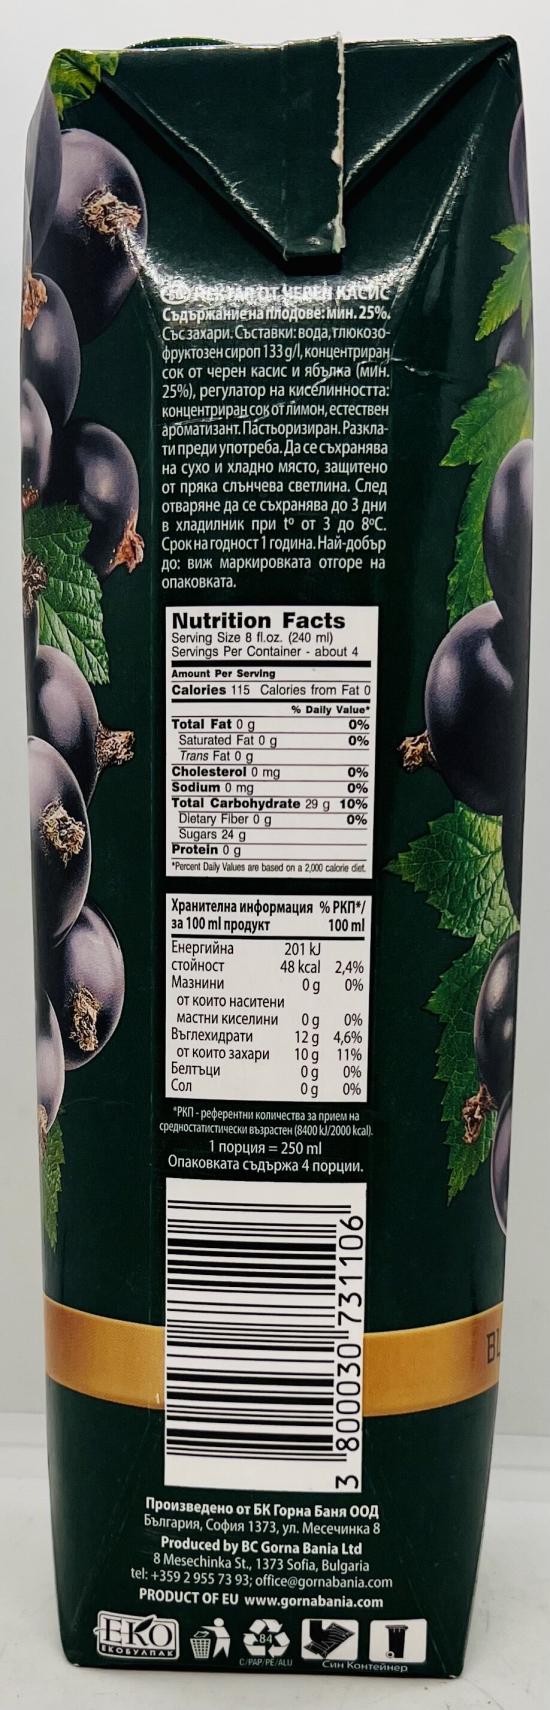 BG НЕКТАР ОТ ЧЕРЕН КАСИС
Съдържание на плодове: мин. 25%.
Със захари. Съставки: вода, глюкозо-
фруктозен сироп 133 g/l, концентриран
сок от черен касис и ябълка (мин.
25%), регулатор на киселинността:
концентриран сок от лимон, естествен
ароматизант. Пастьоризиран. Разкла-
ти преди употреба. Да се съхранява
на сухо и хладно място, защитено
от пряка слънчева светлина. След
отваряне да се съхранява до 3 дни
в хладилник при tº от 3 до 8ºC.
Срок на годност 1 година. Най-добър
до: виж маркировката отгоре на
опаковката.
Nutrition Facts
Serving Size 8 fl.oz. (240 ml)
Servings Per Container - about 4
Amount Per Serving
Calories 115 Calories from Fat 0
% Daily Value*
Total Fat 0 g 0%
Saturated Fat 0 g 0%
Trans Fat 0 g
Cholesterol 0 mg 0%
Sodium 0 mg 0%
Total Carbohydrate 29 g 10%
Dietary Fiber 0 g 0%
Sugars 24 g
Protein 0 g
*Percent Daily Values are based on a 2,000 calorie diet.
Хранителна информация % РКП*/
за 100 ml продукт 100 ml
Енергийна 201 kJ
стойност 48 kcal 2,4%
Мазнини 0 g 0%
от които наситени
мастни киселини 0 g 0%
Въглехидрати 12 g 4,6%
от които захари 10 g 11%
Белтъци 0 g 0%
Сол 0 g 0%
*РКП - референтни количества за прием на
средностатистически възрастен (8400 kJ/2000 kcal).
1 порция = 250 ml
Опаковката съдържа 4 порции.
3 800030 731106
BL
Произведено от БК Горна Баня ООД
България, София 1373, ул. Месечинка 8
Produced by BC Gorna Bania Ltd
8 Mesechinka St., 1373 Sofia, Bulgaria
tel: +359 2 955 73 93; office@gornabania.com
PRODUCT OF EU www.gornabania.com
ЕКО
ЕКОБУЛПАК
84
C/PAP/PE/ALU
Син Контейнер